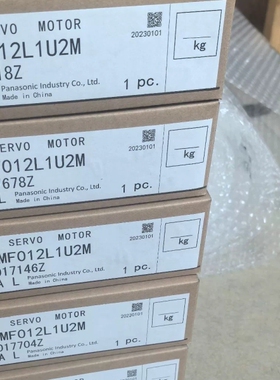 SERVO MOTOR
012L1U2M
20230101
kg
18Z
Panasonic Industry Co., Ltd.
Made in China
1 pc.
SERVO MOTOR
F012L1U2M
20230101
kg
1678Z
A L
Panasonic Industry Co., Ltd.
Made in China
1 pc.
SERVO MOTOR
MF012L1U2M
20230101
kg
017146Z
A L
Panasonic Industry Co., Ltd.
Made in China
1 pc.
SERVO MOTOR
MF012L1U2M
20230101
kg
017704Z
A L
Panasonic Industry Co., Ltd.
Made in China
1 pc.